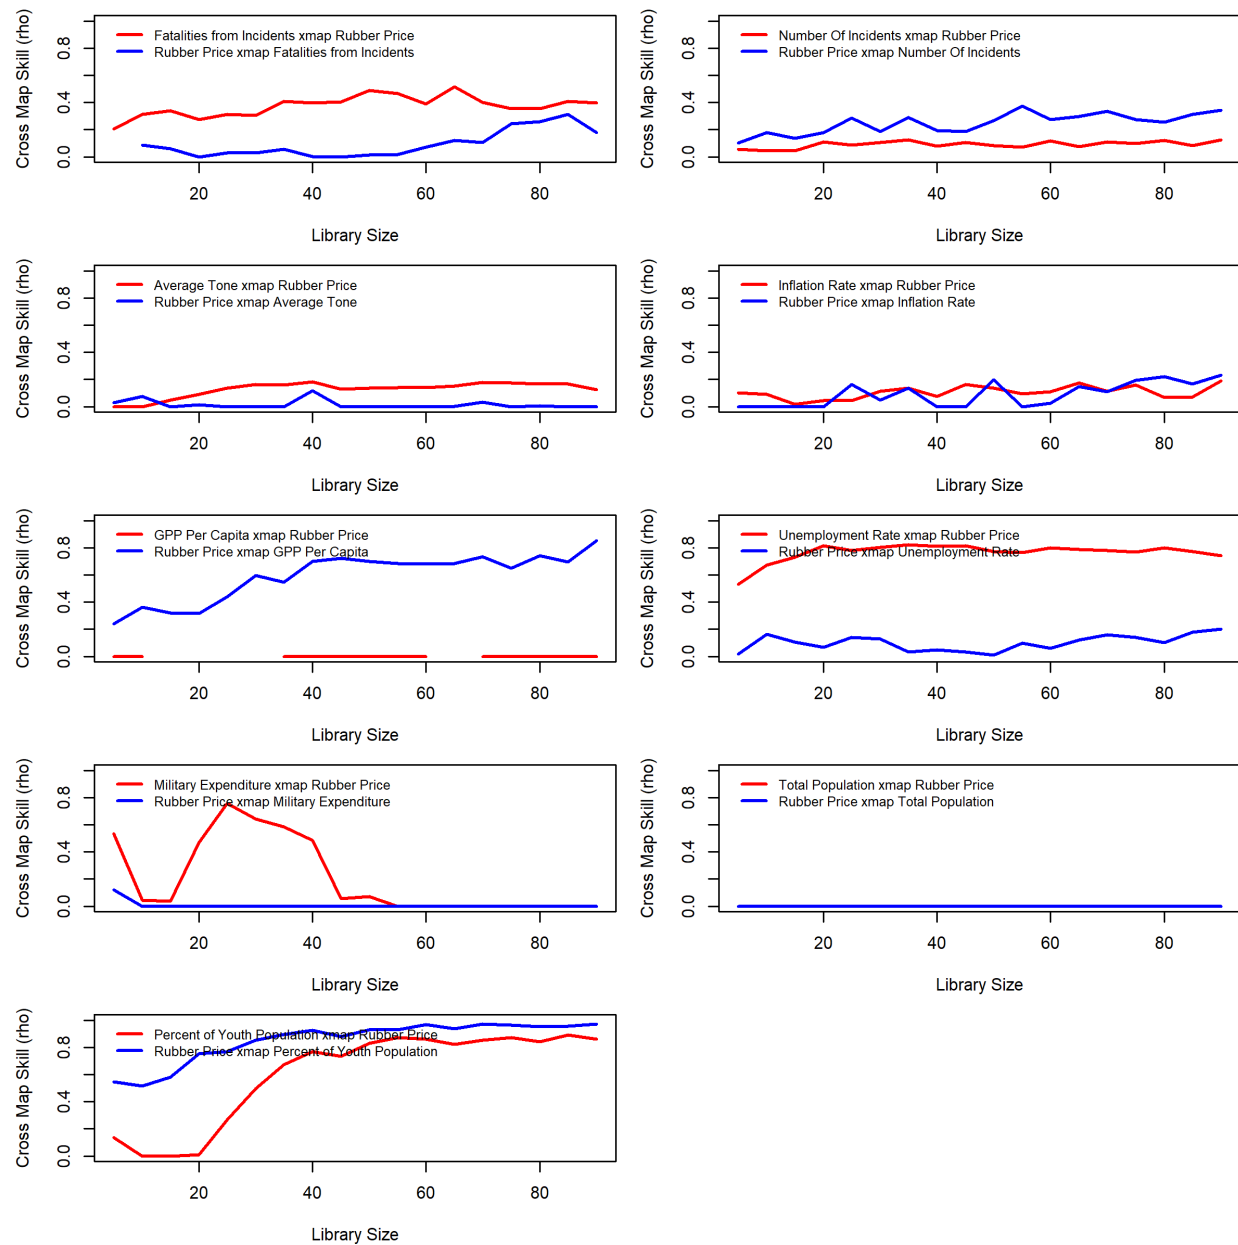 Cross Map Skill (rho)
0.0 0.4 0.8
Fatalities from Incidents xmap Rubber Price
Rubber Price xmap Fatalities from Incidents
20 40 60 80
Library Size
Cross Map Skill (rho)
0.0 0.4 0.8
Number Of Incidents xmap Rubber Price
Rubber Price xmap Number Of Incidents
20 40 60 80
Library Size
Cross Map Skill (rho)
0.0 0.4 0.8
Average Tone xmap Rubber Price
Rubber Price xmap Average Tone
20 40 60 80
Library Size
Cross Map Skill (rho)
0.0 0.4 0.8
Inflation Rate xmap Rubber Price
Rubber Price xmap Inflation Rate
20 40 60 80
Library Size
Cross Map Skill (rho)
0.0 0.4 0.8
GPP Per Capita xmap Rubber Price
Rubber Price xmap GPP Per Capita
20 40 60 80
Library Size
Cross Map Skill (rho)
0.0 0.4 0.8
Unemployment Rate xmap Rubber Price
Rubber Price xmap Unemployment Rate
20 40 60 80
Library Size
Cross Map Skill (rho)
0.0 0.4 0.8
Military Expenditure xmap Rubber Price
Rubber Price xmap Military Expenditure
20 40 60 80
Library Size
Cross Map Skill (rho)
0.0 0.4 0.8
Total Population xmap Rubber Price
Rubber Price xmap Total Population
20 40 60 80
Library Size
Cross Map Skill (rho)
0.0 0.4 0.8
Percent of Youth Population xmap Rubber Price
Rubber Price xmap Percent of Youth Population
20 40 60 80
Library Size